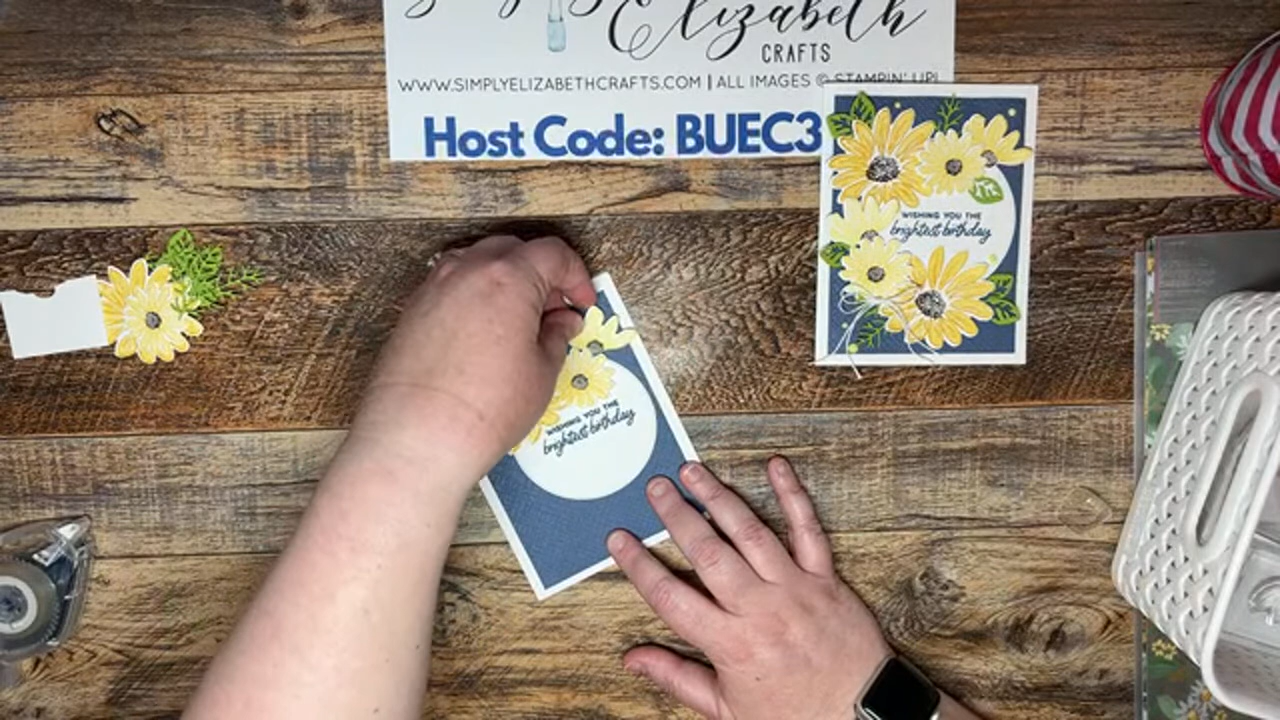 Simply Elizabeth
CRAFTS
WWW.SIMPLYELIZABETHCRAFTS.COM | ALL IMAGES © STAMPIN' UP!
Host Code: BUEC3
WISHING YOU THE
brightest birthday
WISHING YOU THE
brightest birthday